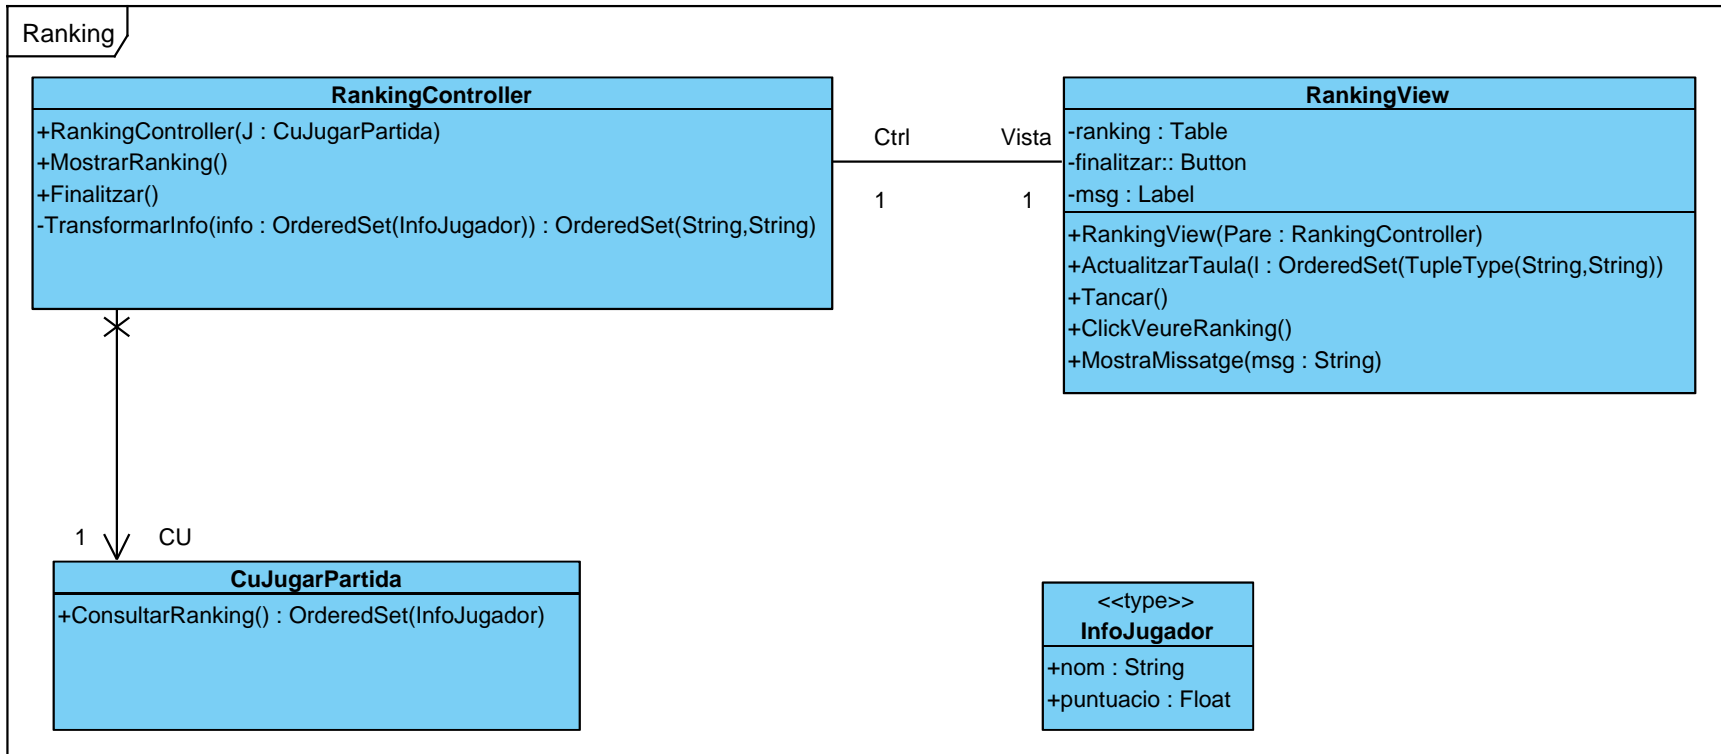 Ranking
RankingController
+RankingController(J : CuJugarPartida)
+MostrarRanking()
+Finalitzar()
-TransformarInfo(info : OrderedSet(InfoJugador)) : OrderedSet(String,String)
Ctrl
Vista
1
1
RankingView
-ranking : Table
-finalitzar:: Button
-msg : Label
+RankingView(Pare : RankingController)
+ActualitzarTaula(l : OrderedSet(TupleType(String,String))
+Tancar()
+ClickVeureRanking()
+MostraMissatge(msg : String)
1
CU
CuJugarPartida
+ConsultarRanking() : OrderedSet(InfoJugador)
<<type>>
InfoJugador
+nom : String
+puntuacio : Float